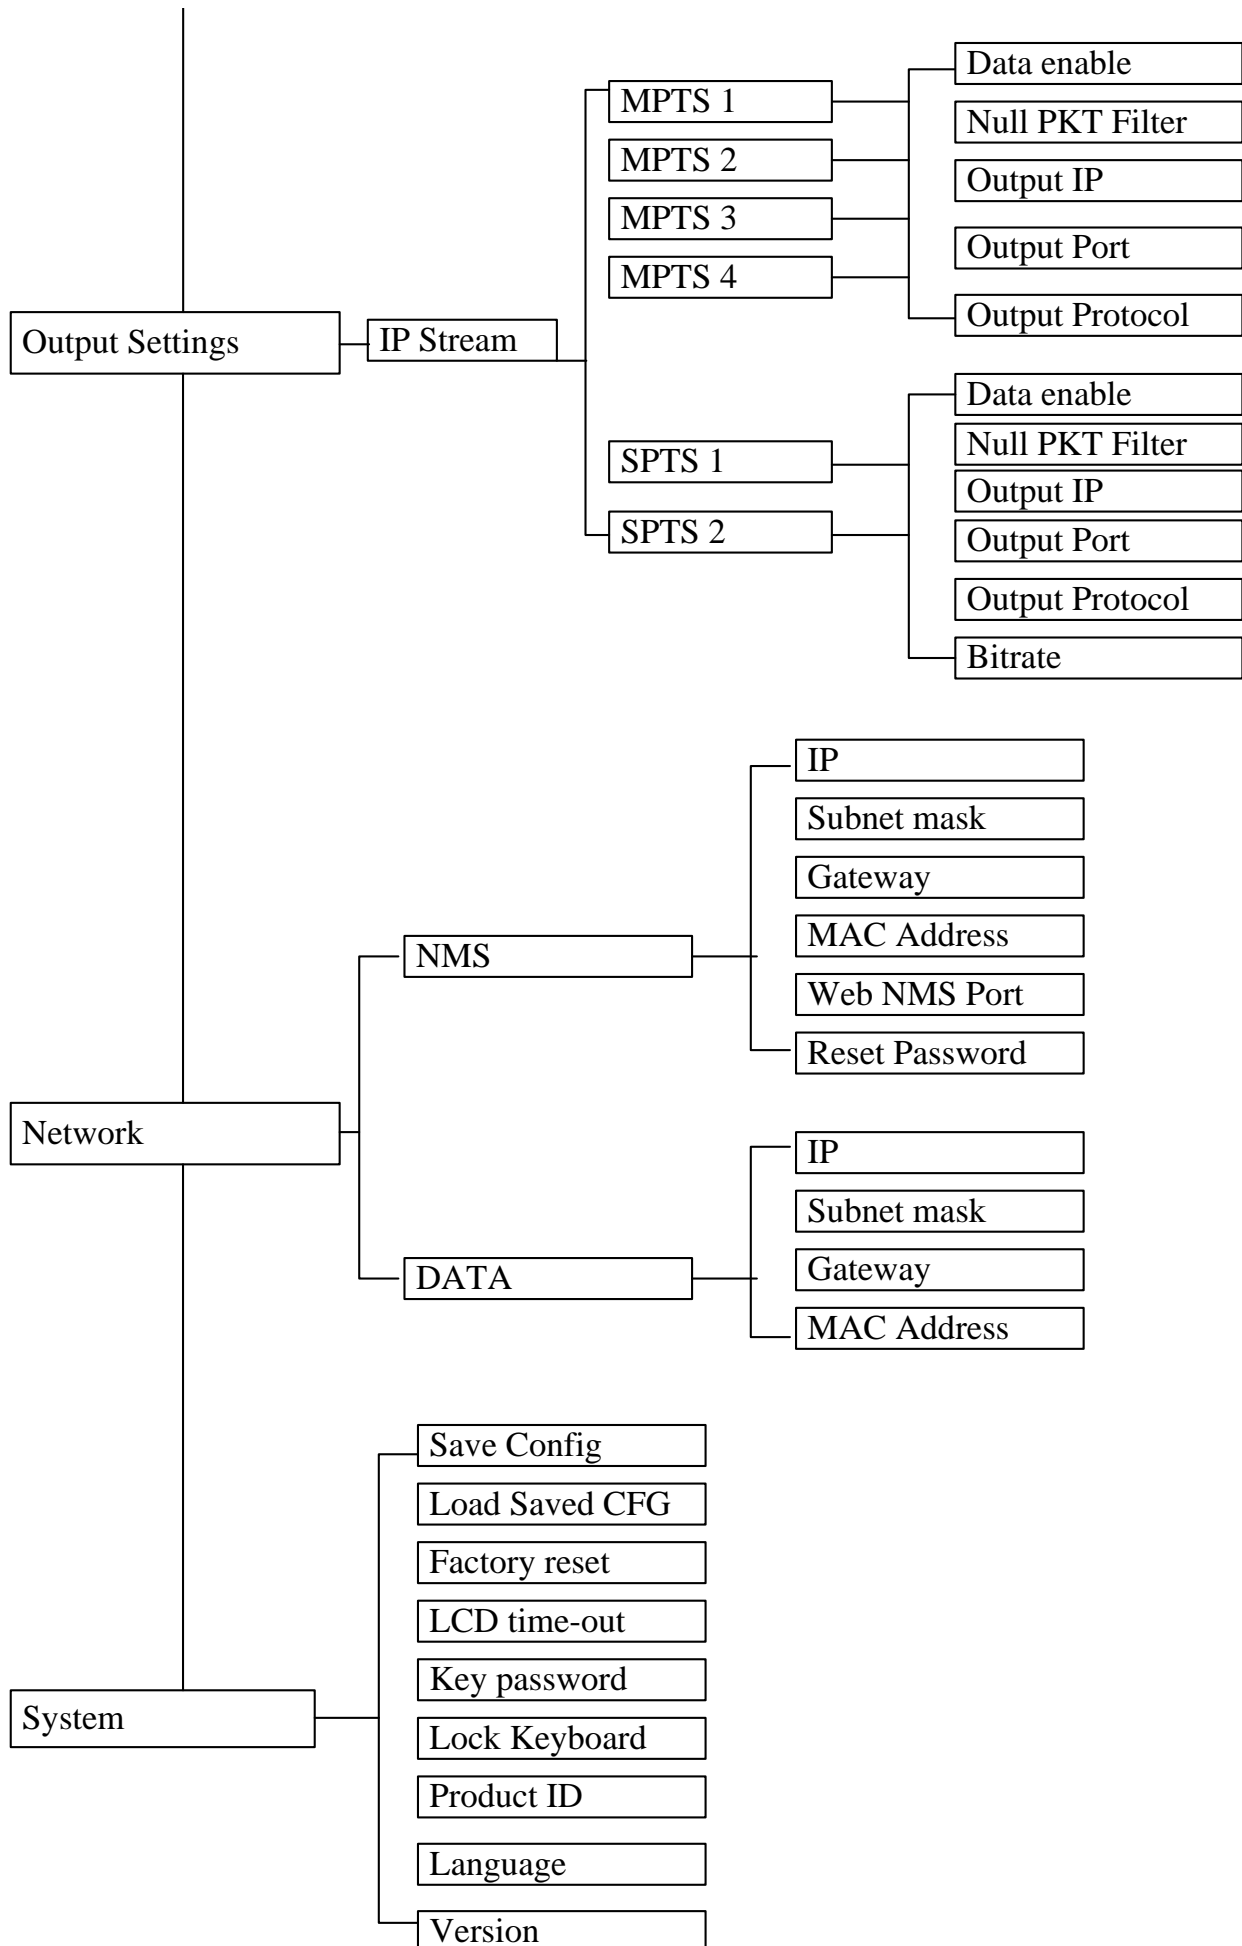 Output Settings
IP Stream
MPTS 1
MPTS 2
MPTS 3
MPTS 4
Data enable
Null PKT Filter
Output IP
Output Port
Output Protocol
SPTS 1
SPTS 2
Data enable
Null PKT Filter
Output IP
Output Port
Output Protocol
Bitrate
Network
NMS
IP
Subnet mask
Gateway
MAC Address
Web NMS Port
Reset Password
DATA
IP
Subnet mask
Gateway
MAC Address
System
Save Config
Load Saved CFG
Factory reset
LCD time-out
Key password
Lock Keyboard
Product ID
Language
Version